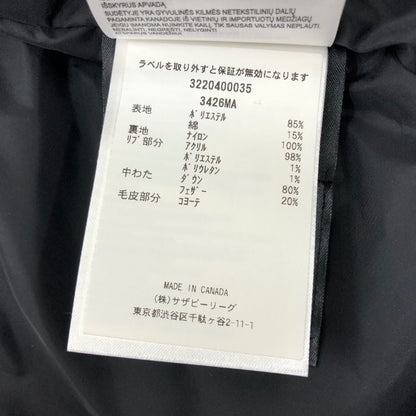 IŠSKYRUS APVADĄ
SUDĖTYJE YRA GYVULINĖS KILMĖS NETEKSTILINIŲ DALIŲ
PAGAMINTA KANADOJE IŠ VIETINIŲ IR IMPORTUOTŲ MEDŽIAGŲ
JEIGU ĮMANOMA NUIMKITE KAILĮ, TIK SAUSAS VALYMAS NEPLAUTI.
NEBALINTI, NEGRĘŽTI, NELYGINTI
ラベルを取り外すと保証が無効になります
3220400035
3426MA
表地 ポリエステル 85%
綿 15%
裏地 ナイロン 100%
リブ部分 アクリル 98%
ポリエステル 1%
ポリウレタン 1%
中わた ダウン 80%
フェザー 20%
毛皮部分 コヨーテ
MADE IN CANADA
(株)サザビーリーグ
東京都渋谷区千駄ヶ谷2-11-1